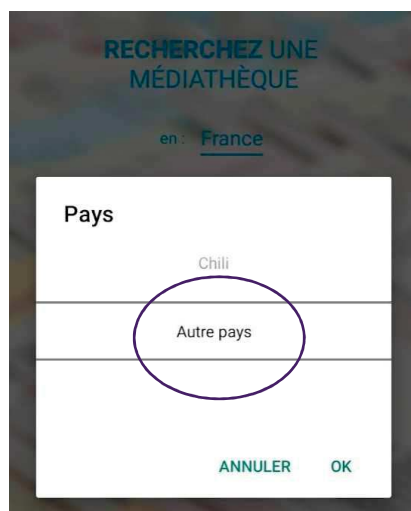 RECHERCHEZ UNE
MÉDIATHÈQUE
en : France
Pays
Chili
Autre pays
ANNULER OK